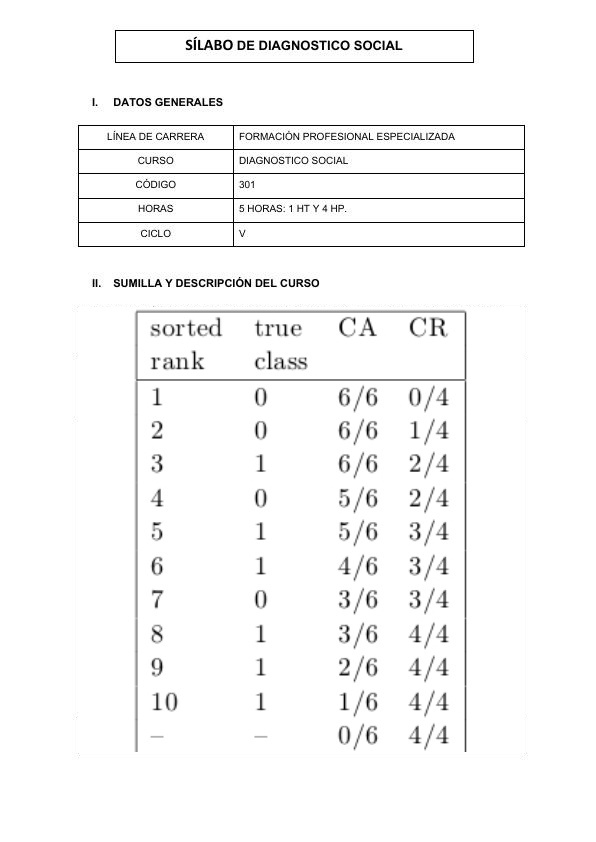 SÍLABO DE DIAGNOSTICO SOCIAL
I. DATOS GENERALES
LÍNEA DE CARRERA FORMACIÓN PROFESIONAL ESPECIALIZADA
CURSO DIAGNOSTICO SOCIAL
CÓDIGO 301
HORAS 5 HORAS: 1 HT Y 4 HP.
CICLO V
II. SUMILLA Y DESCRIPCIÓN DEL CURSO
sorted true CA CR
rank class
1 0 6/6 0/4
2 0 6/6 1/4
3 1 6/6 2/4
4 0 5/6 2/4
5 1 5/6 3/4
6 1 4/6 3/4
7 0 3/6 3/4
8 1 3/6 4/4
9 1 2/6 4/4
10 1 1/6 4/4
– – 0/6 4/4